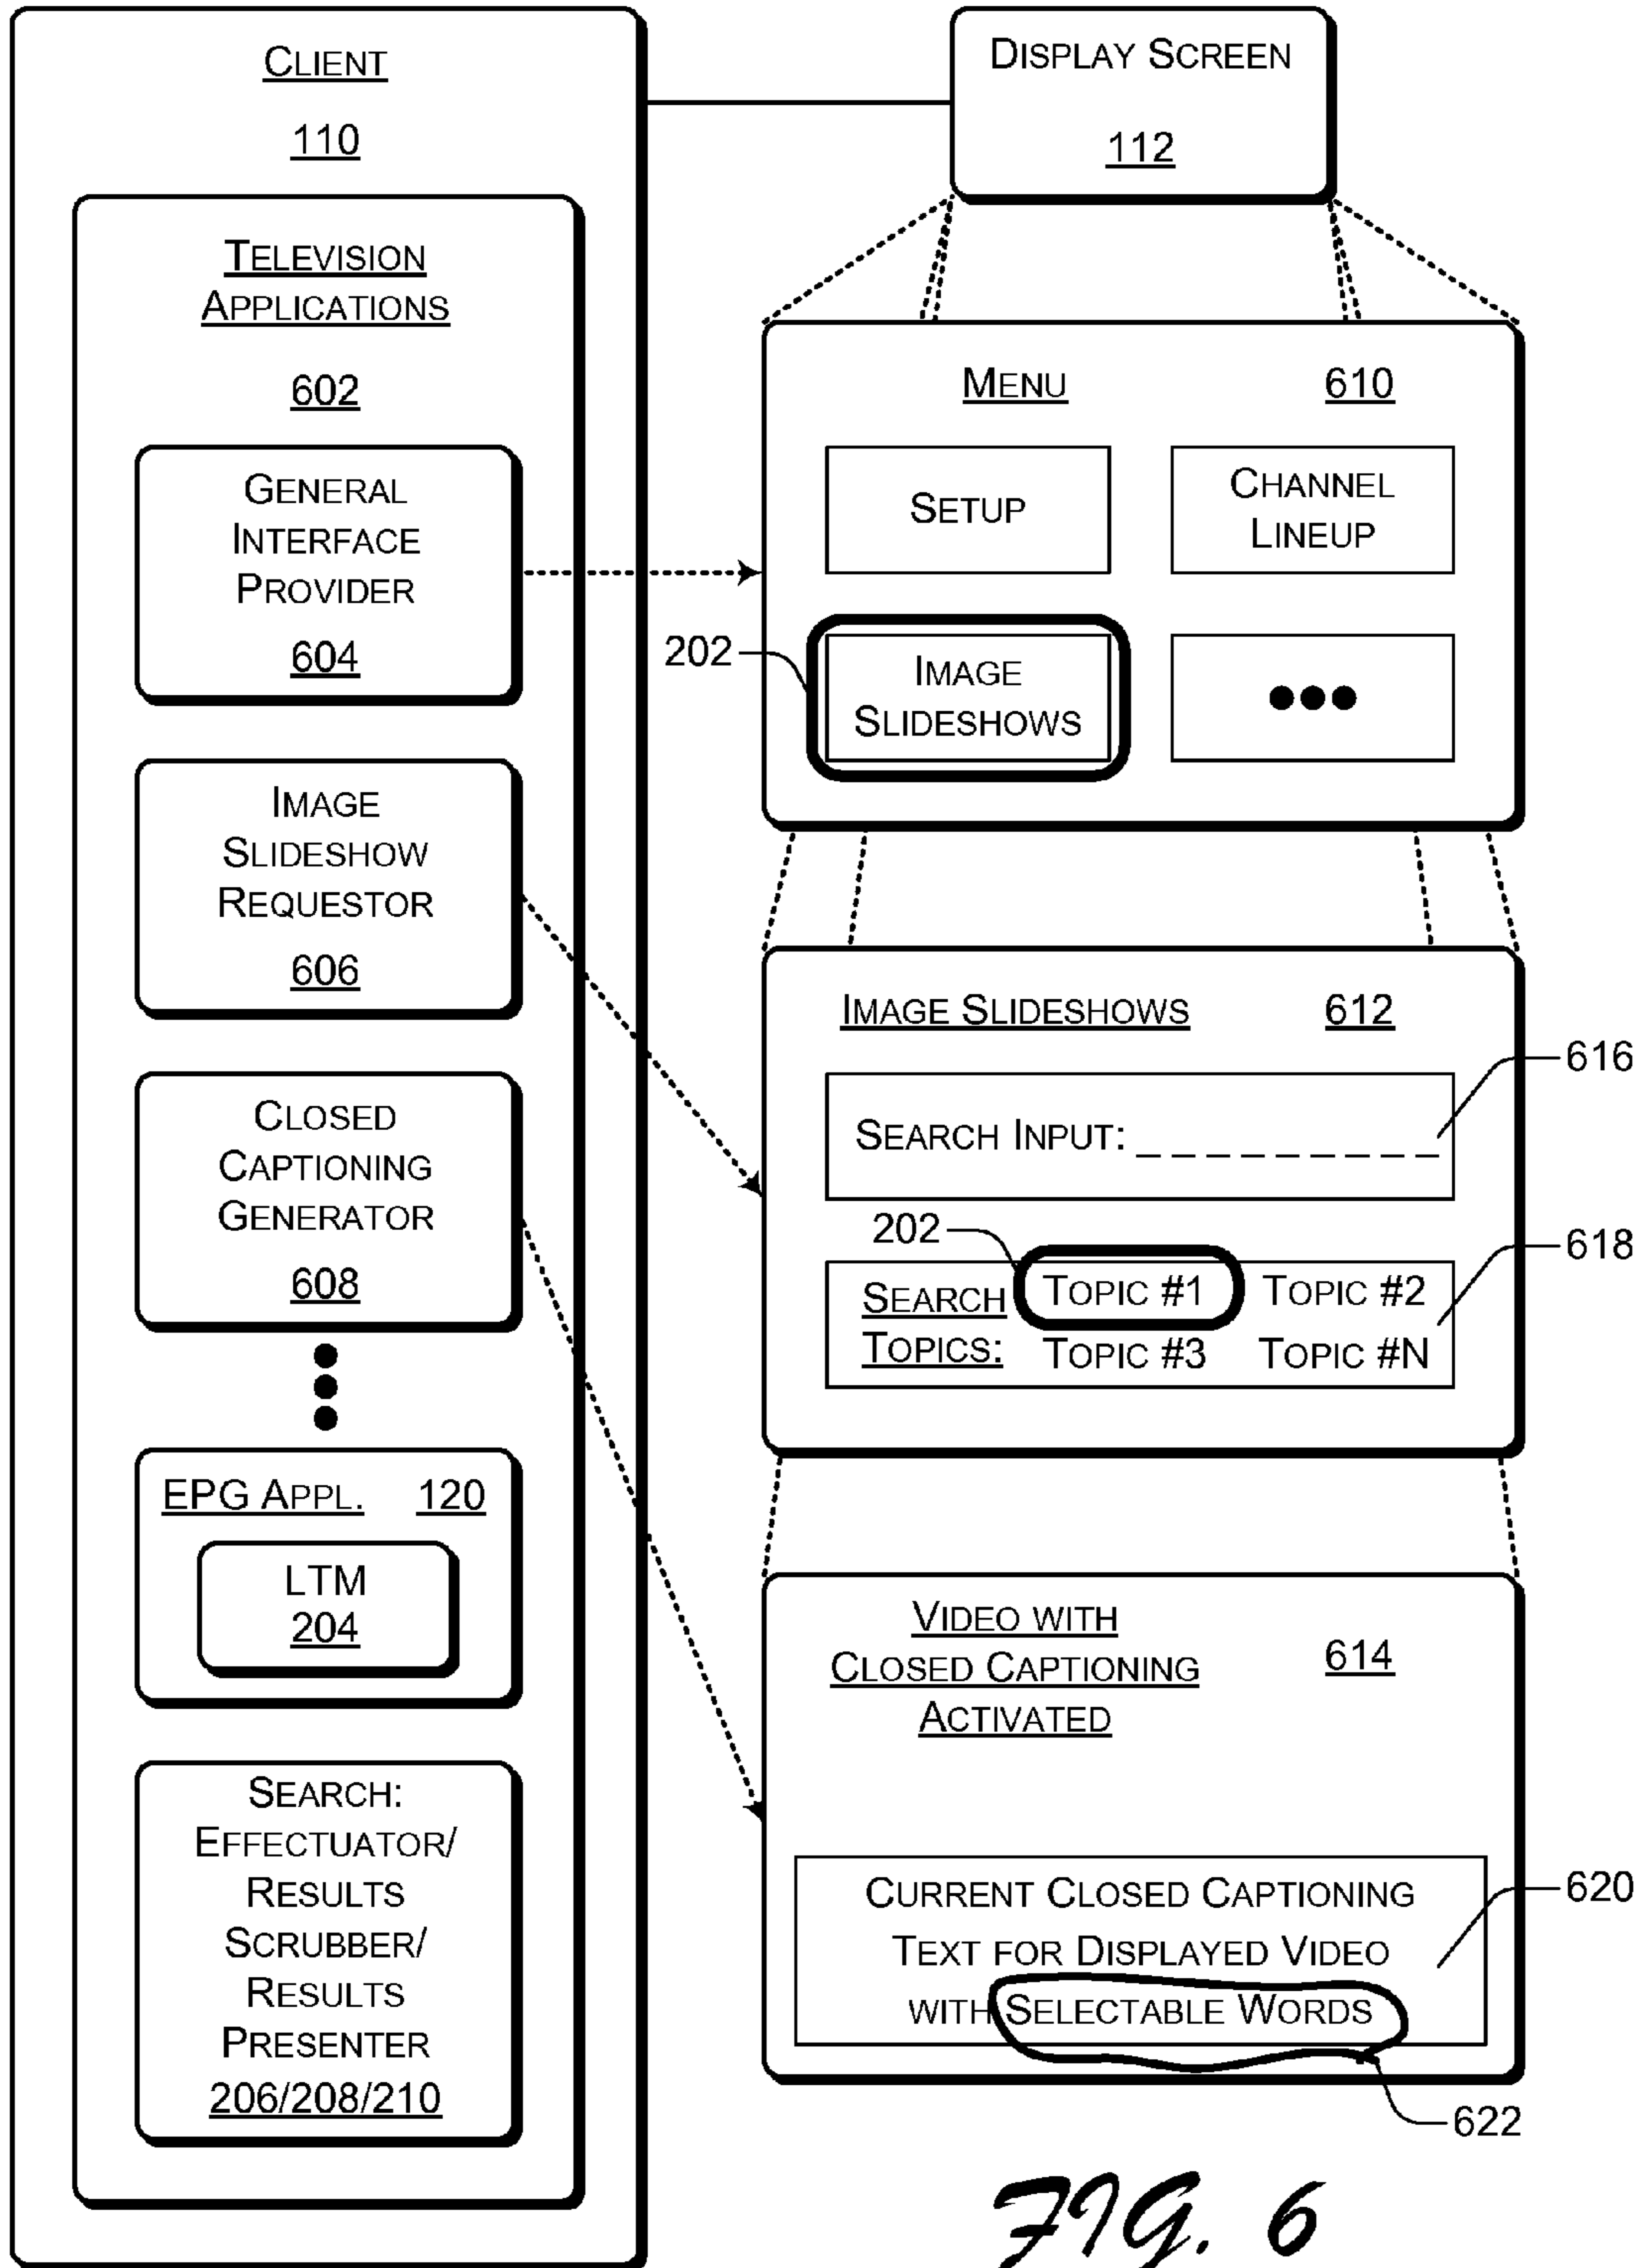 CLIENT
110
TELEVISION
APPLICATIONS
602
GENERAL
INTERFACE
PROVIDER
604
IMAGE
SLIDESHOW
REQUESTOR
606
CLOSED
CAPTIONING
GENERATOR
608
EPG APPL. 120
LTM
204
SEARCH:
EFFECTUATOR/
RESULTS
SCRUBBER/
RESULTS
PRESENTER
206/208/210
DISPLAY SCREEN
112
MENU 610
SETUP
CHANNEL
LINEUP
202
IMAGE
SLIDESHOWS
IMAGE SLIDESHOWS 612
616
SEARCH INPUT: _ _ _ _ _ _ _ _ _
202
618
SEARCH
TOPICS:
TOPIC #1 TOPIC #2
TOPIC #3 TOPIC #N
VIDEO WITH
CLOSED CAPTIONING
ACTIVATED
614
CURRENT CLOSED CAPTIONING
TEXT FOR DISPLAYED VIDEO
WITH SELECTABLE WORDS
620
622
FIG. 6